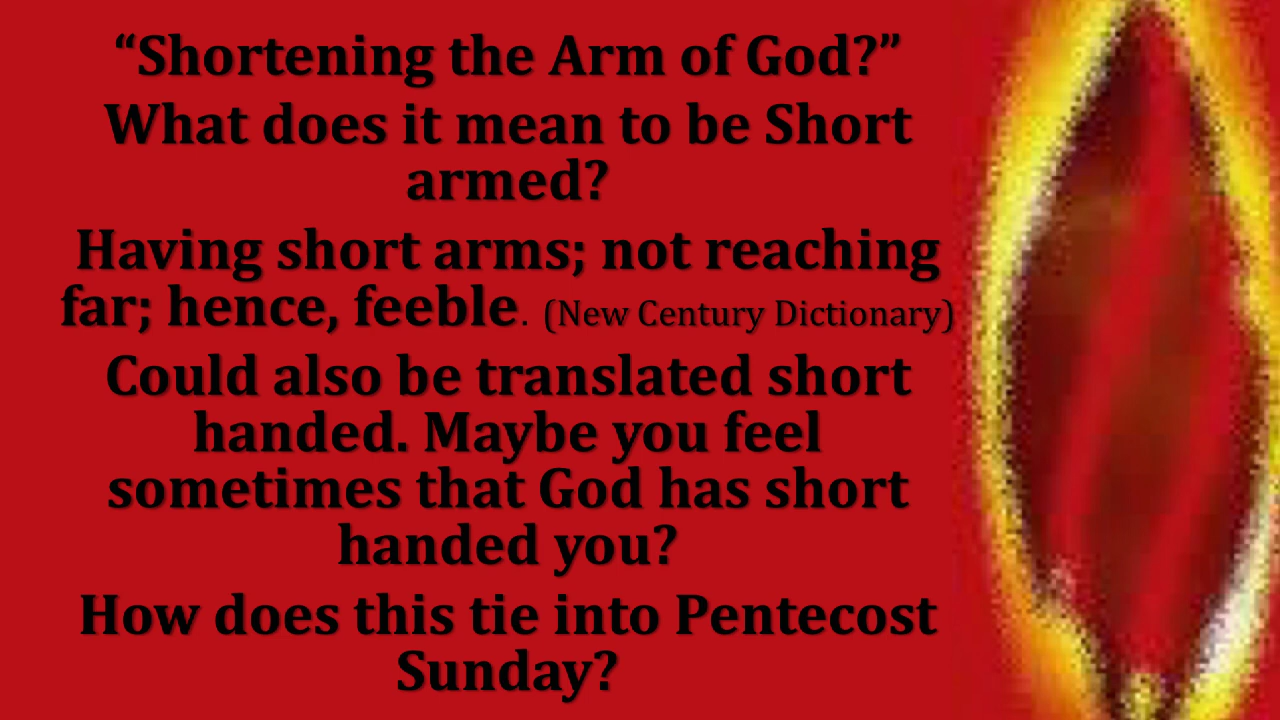 “Shortening the Arm of God?”
What does it mean to be Short
armed?
Having short arms; not reaching
far; hence, feeble. (New Century Dictionary)
Could also be translated short
handed. Maybe you feel
sometimes that God has short
handed you?
How does this tie into Pentecost
Sunday?